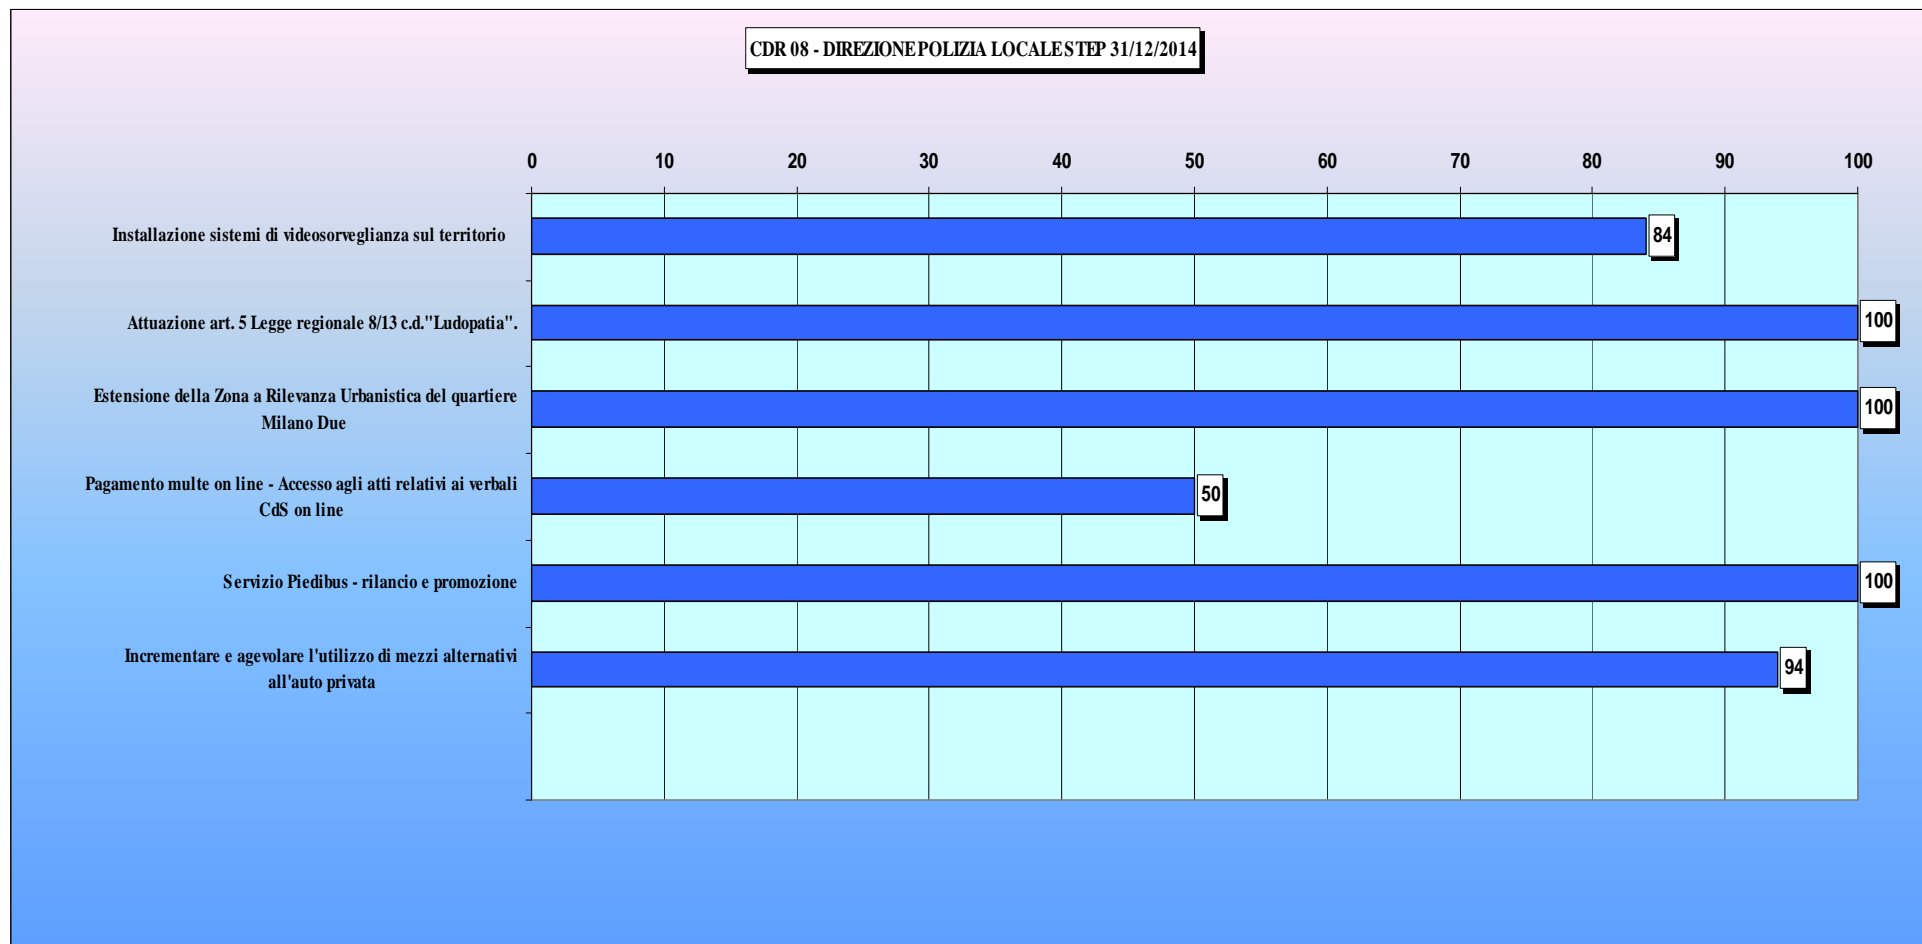 CDR 08 - DIREZIONE POLIZIA LOCALE STEP 31/12/2014
0 10 20 30 40 50 60 70 80 90 100
Installazione sistemi di videosorveglianza sul territorio
84
Attuazione art. 5 Legge regionale 8/13 c.d."Ludopatia".
100
Estensione della Zona a Rilevanza Urbanistica del quartiere
Milano Due
100
Pagamento multe on line - Accesso agli atti relativi ai verbali
CdS on line
50
Servizio Piedibus - rilancio e promozione
100
Incrementare e agevolare l'utilizzo di mezzi alternativi
all'auto privata
94